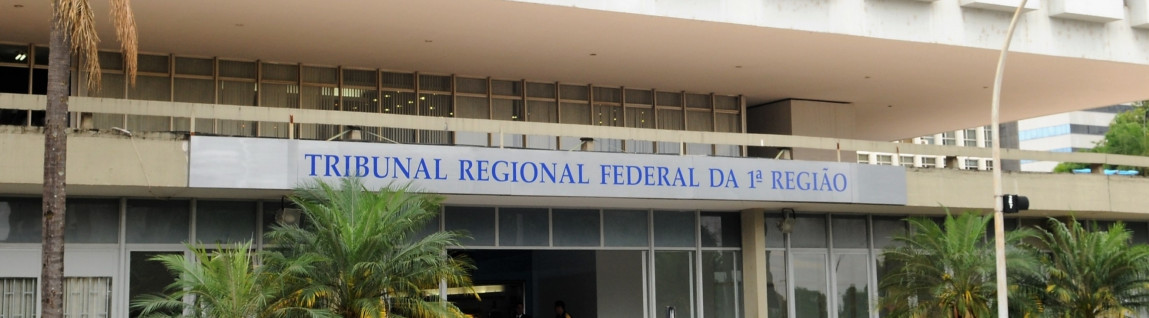 TRIBUNAL REGIONAL FEDERAL DA 1ª REGIÃO